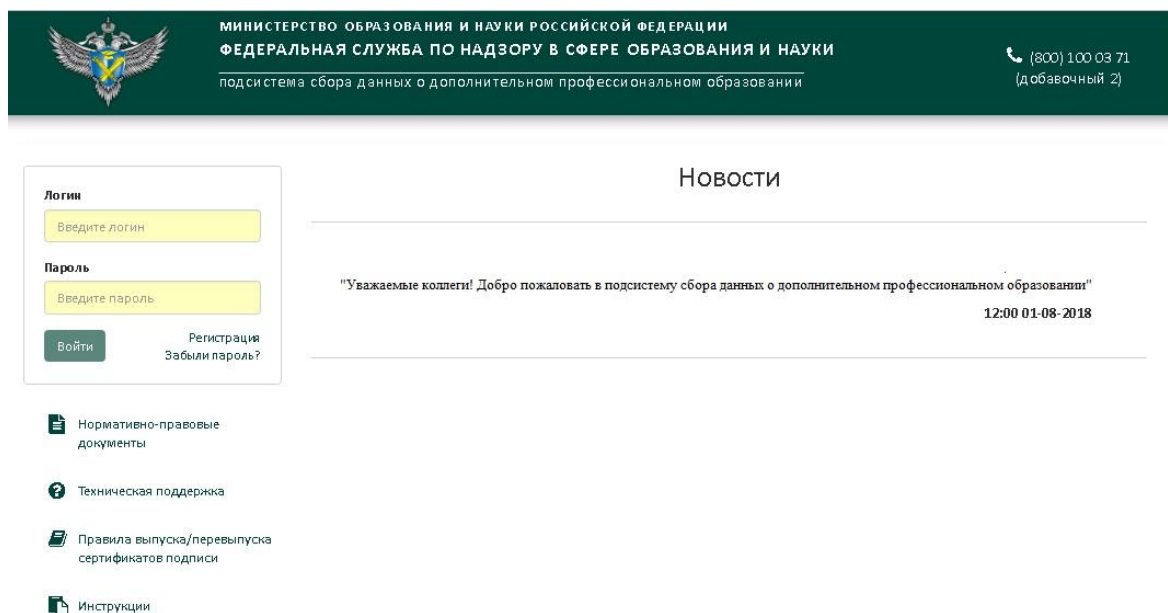 МИНИСТЕРСТВО ОБРАЗОВАНИЯ И НАУКИ РОССИЙСКОЙ ФЕДЕРАЦИИ
ФЕДЕРАЛЬНАЯ СЛУЖБА ПО НАДЗОРУ В СФЕРЕ ОБРАЗОВАНИЯ И НАУКИ
подсистема сбора данных о дополнительном профессиональном образовании
(800) 100 03 71
(добавочный 2)
Логин
Введите логин
Пароль
Введите пароль
Войти
Регистрация
Забыли пароль?
Нормативно-правовые
документы
Техническая поддержка
Правила выпуска/перевыпуска
сертификатов подписи
Инструкции
Новости
"Уважаемые коллеги! Добро пожаловать в подсистему сбора данных о дополнительном профессиональном образовании"
12:00 01-08-2018